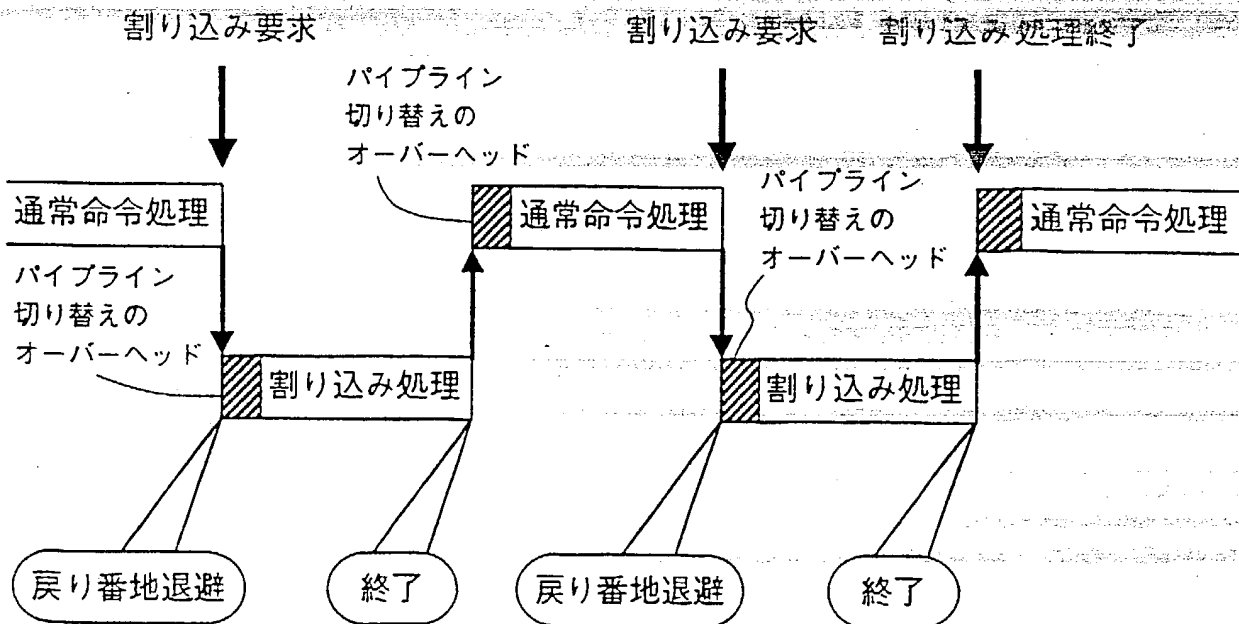 割り込み要求
割り込み要求
割り込み処理終了
パイプライン
切り替えの
オーバーヘッド
パイプライン
切り替えの
オーバーヘッド
通常命令処理
通常命令処理
通常命令処理
パイプライン
切り替えの
オーバーヘッド
割り込み処理
割り込み処理
戻り番地退避
終了
戻り番地退避
終了